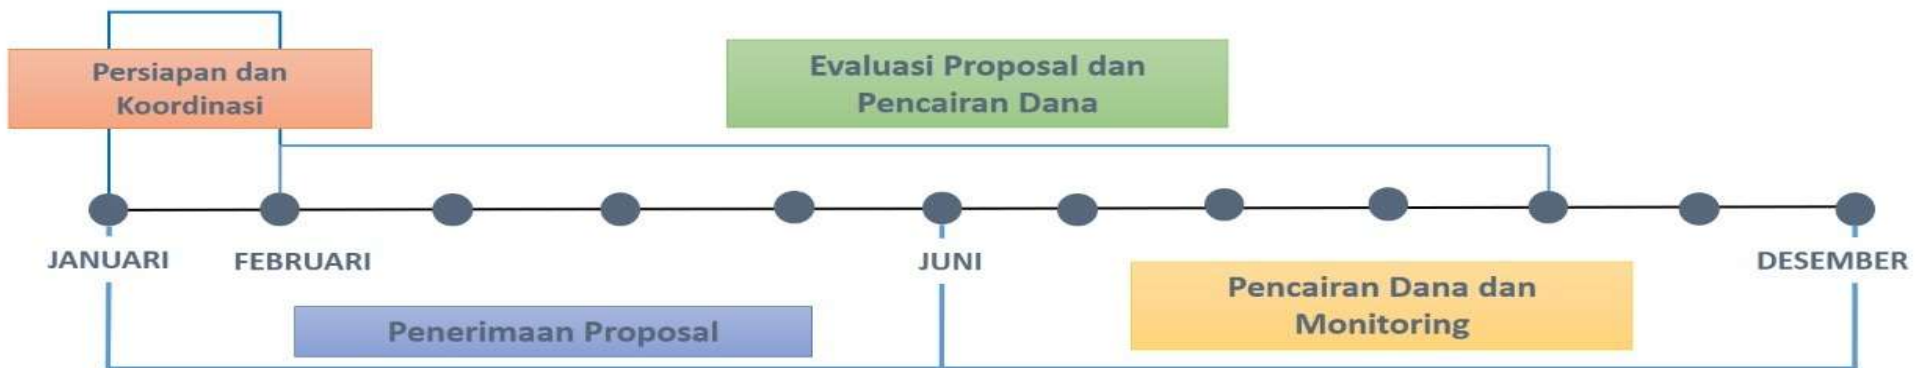 Persiapan dan
Koordinasi
Evaluasi Proposal dan
Pencairan Dana
JANUARI
FEBRUARI
JUNI
DESEMBER
Penerimaan Proposal
Pencairan Dana dan
Monitoring